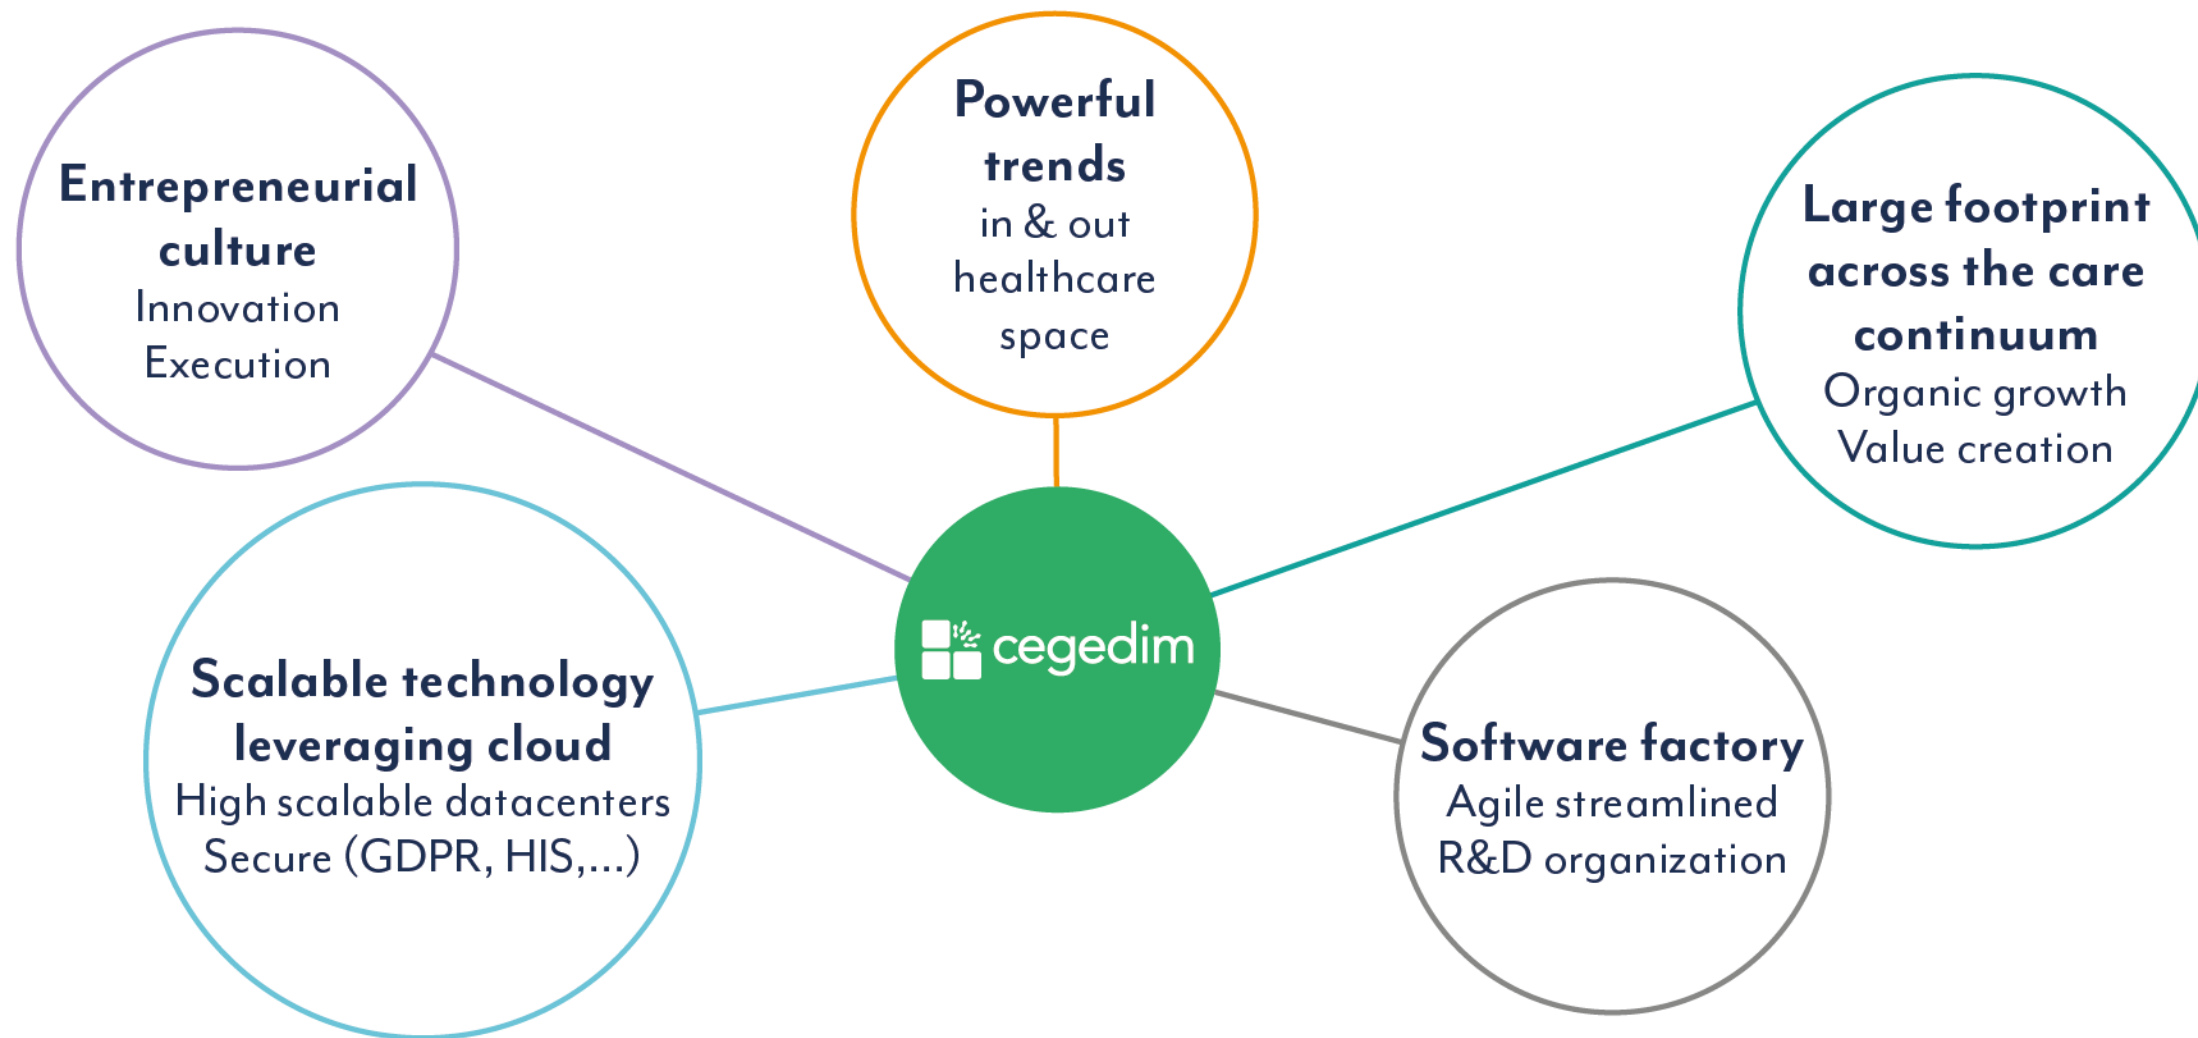 Entrepreneurial
culture
Innovation
Execution
Powerful
trends
in & out
healthcare
space
Large footprint
across the care
continuum
Organic growth
Value creation
cegedim
Scalable technology
leveraging cloud
High scalable datacenters
Secure (GDPR, HIS,...)
Software factory
Agile streamlined
R&D organization